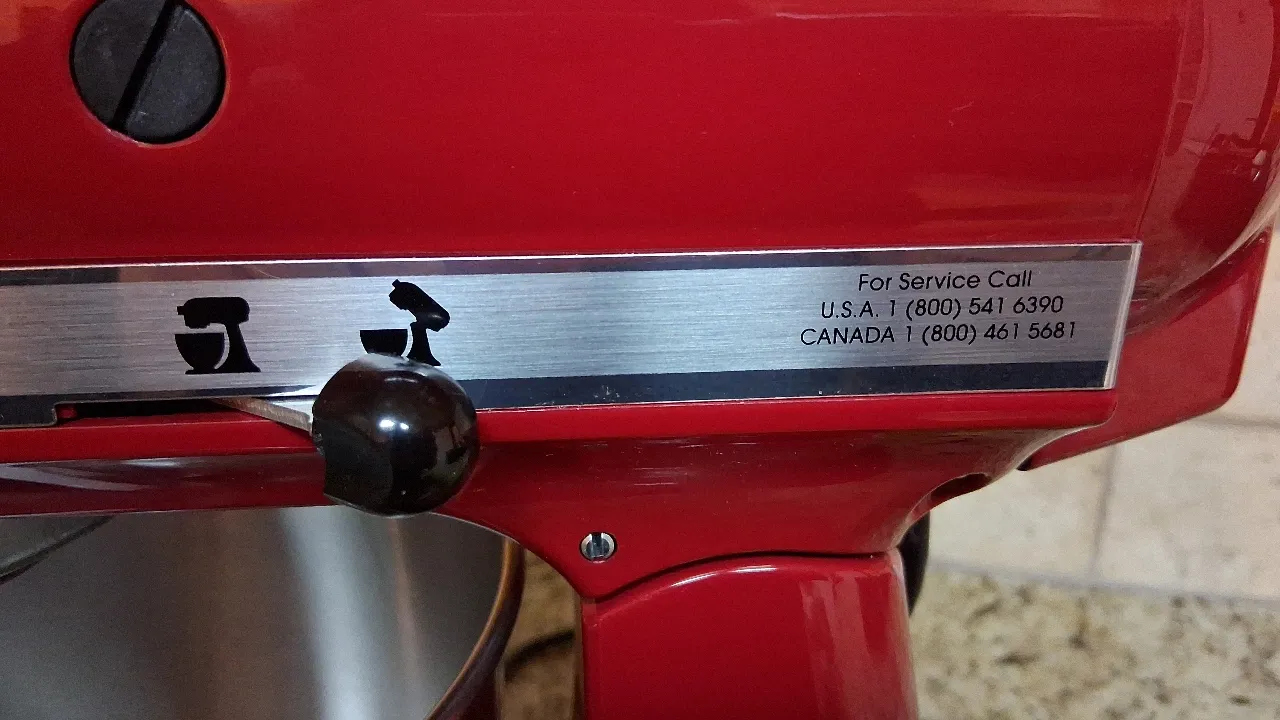 For Service Call
U.S.A. 1 (800) 541 6390
CANADA 1 (800) 461 5681